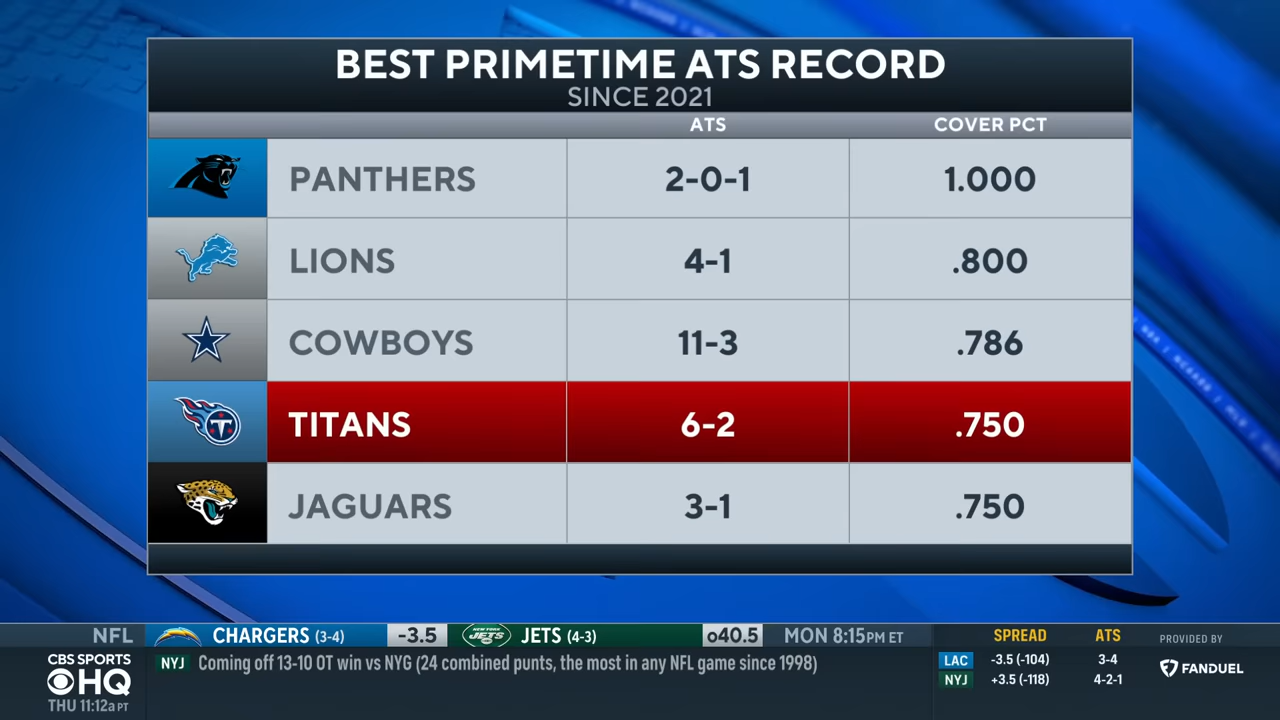 BEST PRIMETIME ATS RECORD
SINCE 2021
ATS COVER PCT
PANTHERS 2-0-1 1.000
LIONS 4-1 .800
COWBOYS 11-3 .786
TITANS 6-2 .750
JAGUARS 3-1 .750
NFL CHARGERS (3-4) -3.5 JETS (4-3) o40.5 MON 8:15PM ET SPREAD ATS PROVIDED BY
CBS SPORTS HQ NYJ Coming off 13-10 OT win vs NYG (24 combined punts, the most in any NFL game since 1998) LAC -3.5 (-104) 3-4 FANDUEL
NYJ +3.5 (-118) 4-2-1
THU 11:12a PT